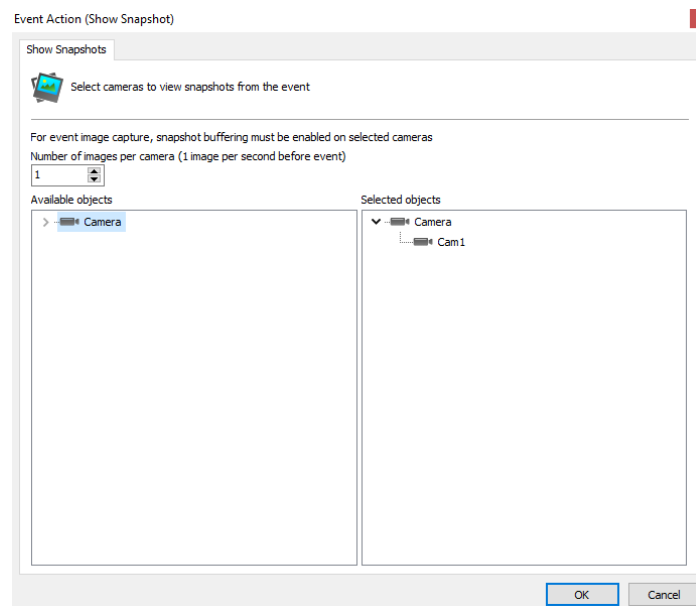 Event Action (Show Snapshot)
Show Snapshots
Select cameras to view snapshots from the event
For event image capture, snapshot buffering must be enabled on selected cameras
Number of images per camera (1 image per second before event)
1
Available objects
Selected objects
Camera
Camera
Cam1
OK
Cancel